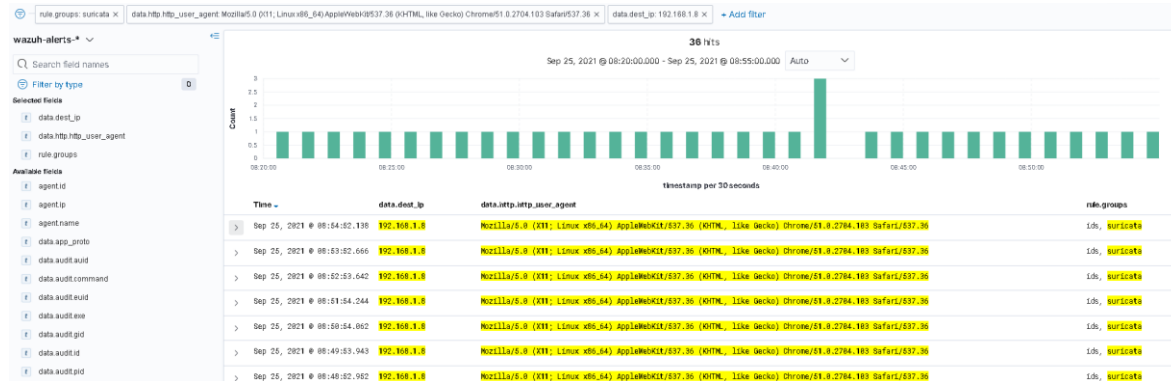 rule.groups: suricata × data.http.http_user_agent: Mozilla/5.0 (X11; Linux x86_64) AppleWebKit/537.36 (KHTML, like Gecko) Chrome/51.0.2704.103 Safari/537.36 × data.dest_ip: 192.168.1.8 × + Add filter
wazuh-alerts-*
Search field names
Filter by type 0
Selected fields
t data.dest_ip
t data.http.http_user_agent
t rule.groups
Available fields
t agent.id
t agent.ip
t agent.name
t data.app_proto
t data.audit.auid
t data.audit.command
t data.audit.euid
t data.audit.exe
t data.audit.gid
t data.audit.id
t data.audit.pid
36 hits
Sep 25, 2021 @ 08:20:00.000 - Sep 25, 2021 @ 08:55:00.000 Auto
Count
3
2.5
2
1.5
1
0.5
0
08:20:00 08:25:00 08:30:00 08:35:00 08:40:00 08:45:00 08:50:00
timestamp per 30 seconds
Time data.dest_ip data.http.http_user_agent rule.groups
Sep 25, 2021 @ 08:54:52.138 192.168.1.8 Mozilla/5.0 (X11; Linux x86_64) AppleWebKit/537.36 (KHTML, like Gecko) Chrome/51.0.2704.103 Safari/537.36 ids, suricata
Sep 25, 2021 @ 08:53:52.666 192.168.1.8 Mozilla/5.0 (X11; Linux x86_64) AppleWebKit/537.36 (KHTML, like Gecko) Chrome/51.0.2704.103 Safari/537.36 ids, suricata
Sep 25, 2021 @ 08:52:53.642 192.168.1.8 Mozilla/5.0 (X11; Linux x86_64) AppleWebKit/537.36 (KHTML, like Gecko) Chrome/51.0.2704.103 Safari/537.36 ids, suricata
Sep 25, 2021 @ 08:51:54.244 192.168.1.8 Mozilla/5.0 (X11; Linux x86_64) AppleWebKit/537.36 (KHTML, like Gecko) Chrome/51.0.2704.103 Safari/537.36 ids, suricata
Sep 25, 2021 @ 08:50:54.062 192.168.1.8 Mozilla/5.0 (X11; Linux x86_64) AppleWebKit/537.36 (KHTML, like Gecko) Chrome/51.0.2704.103 Safari/537.36 ids, suricata
Sep 25, 2021 @ 08:49:53.943 192.168.1.8 Mozilla/5.0 (X11; Linux x86_64) AppleWebKit/537.36 (KHTML, like Gecko) Chrome/51.0.2704.103 Safari/537.36 ids, suricata
Sep 25, 2021 @ 08:48:52.952 192.168.1.8 Mozilla/5.0 (X11; Linux x86_64) AppleWebKit/537.36 (KHTML, like Gecko) Chrome/51.0.2704.103 Safari/537.36 ids, suricata